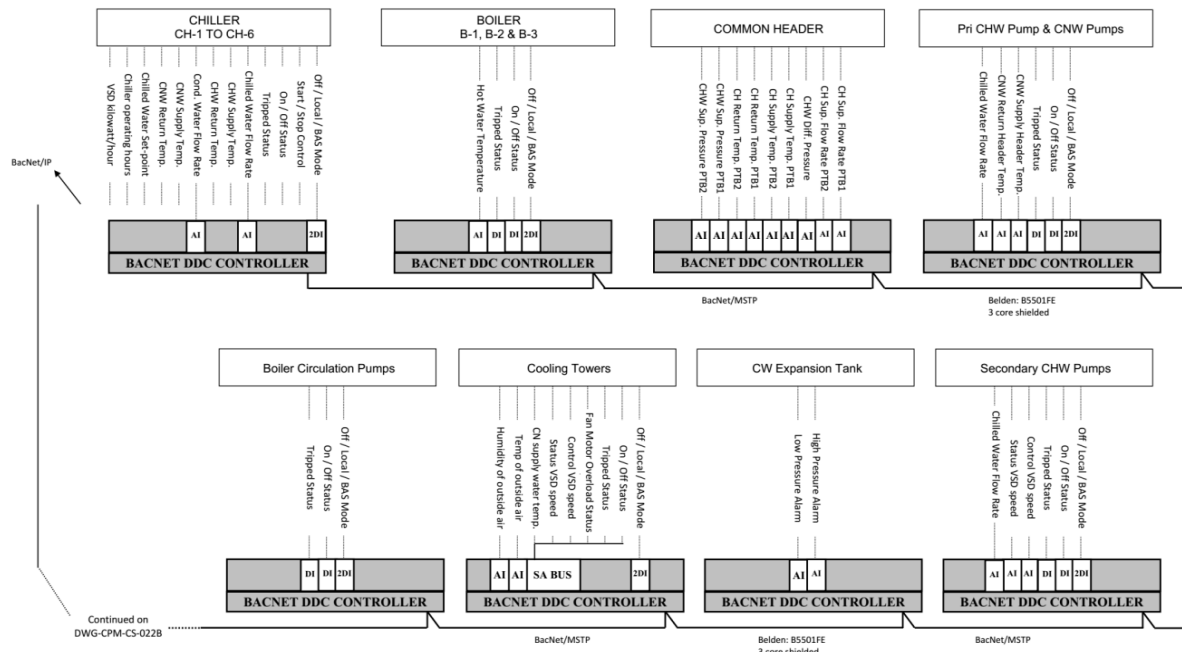 CHILLER
CH-1 TO CH-6
BOILER
B-1, B-2 & B-3
COMMON HEADER
Pri CHW Pump & CNW Pumps
VSD kilowatt/hour
Chiller operating hours
Chilled Water Set-point
CNW Return Temp.
CNW Supply Temp.
Cond. Water Flow Rate
CHW Return Temp.
CHW Supply Temp.
Chilled Water Flow Rate
Tripped Status
On / Off Status
Start / Stop Control
Off / Local / BAS Mode
Hot Water Temperature
Tripped Status
On / Off Status
Off / Local / BAS Mode
CHW Sup. Pressure PTB2
CHW Sup. Pressure PTB1
CH Return Temp. PTB2
CH Return Temp. PTB1
CH Supply Temp. PTB2
CH Supply Temp. PTB1
CHW Diff. Pressure
CH Sup. Flow Rate PTB2
CH Sup. Flow Rate PTB1
Chilled Water Flow Rate
CNW Return Header Temp.
CNW Supply Header Temp.
Tripped Status
On / Off Status
Off / Local / BAS Mode
BacNet/IP
AI AI 2DI
AI DI DI 2DI
AI AI AI AI AI AI AI AI AI
AI AI AI DI DI 2DI
BACNET DDC CONTROLLER
BACNET DDC CONTROLLER
BACNET DDC CONTROLLER
BACNET DDC CONTROLLER
BacNet/MSTP
Belden: B5501FE
3 core shielded
Boiler Circulation Pumps
Cooling Towers
CW Expansion Tank
Secondary CHW Pumps
Tripped Status
On / Off Status
Off / Local / BAS Mode
Humidity of outside air
Temp of outside air
CN supply water temp.
Status VSD speed
Control VSD speed
Fan Motor Overload Status
Tripped Status
On / Off Status
Off / Local / BAS Mode
Low Pressure Alarm
High Pressure Alarm
Chilled Water Flow Rate
Status VSD speed
Control VSD speed
Tripped Status
On / Off Status
Off / Local / BAS Mode
DI DI 2DI
AI AI SA BUS 2DI
AI AI
AI AI AI DI DI 2DI
BACNET DDC CONTROLLER
BACNET DDC CONTROLLER
BACNET DDC CONTROLLER
BACNET DDC CONTROLLER
Continued on
DWG-CPM-CS-022B
BacNet/MSTP
Belden: B5501FE
3 core shielded
BacNet/MSTP